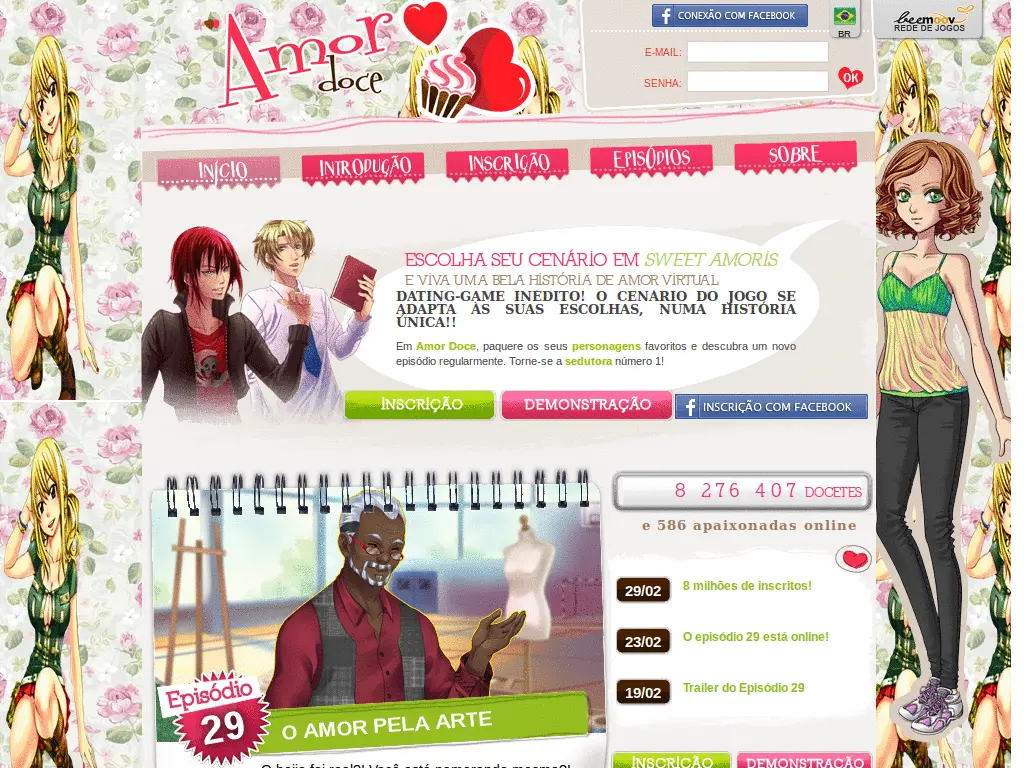 Amor
doce
CONEXÃO COM FACEBOOK
BR
beemoov
REDE DE JOGOS
E-MAIL:
SENHA:
OK
INÍCIO
INTRODUÇÃO
INSCRIÇÃO
EPISÓDIOS
SOBRE
ESCOLHA SEU CENÁRIO EM SWEET AMORIS
E VIVA UMA BELA HISTÓRIA DE AMOR VIRTUAL
DATING-GAME INEDITO! O CENARIO DO JOGO SE
ADAPTA ÀS SUAS ESCOLHAS, NUMA HISTÓRIA
ÚNICA!!
Em Amor Doce, paquere os seus personagens favoritos e descubra um novo
episódio regularmente. Torne-se a sedutora número 1!
INSCRIÇÃO
DEMONSTRAÇÃO
INSCRIÇÃO COM FACEBOOK
8 276 407 DOCETES
e 586 apaixonadas online
29/02 8 milhões de inscritos!
23/02 O episódio 29 está online!
19/02 Trailer do Episódio 29
Episódio
29
O AMOR PELA ARTE
O beijo foi real?! Você está namorando mesmo?!
INSCRIÇÃO
DEMONSTRAÇÃO